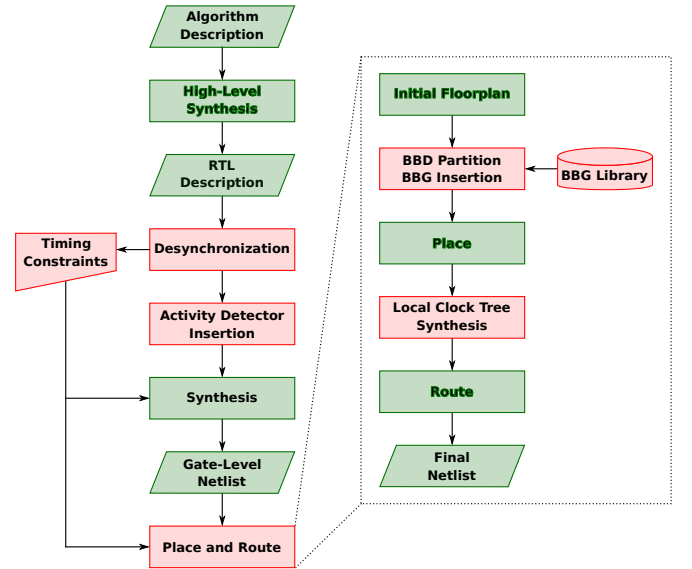 Algorithm
Description
High-Level
Synthesis
RTL
Description
Timing
Constraints
Desynchronization
Activity Detector
Insertion
Synthesis
Gate-Level
Netlist
Place and Route
Initial Floorplan
BBD Partition
BBG Insertion
BBG Library
Place
Local Clock Tree
Synthesis
Route
Final
Netlist